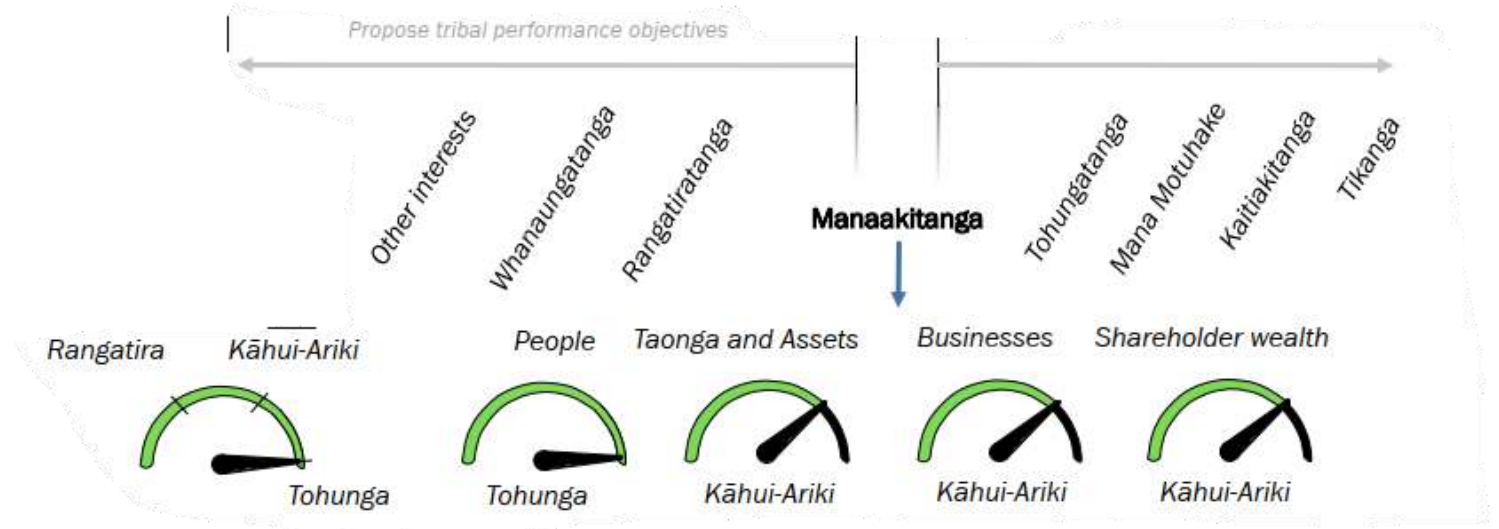 Propose tribal performance objectives
Other interests
Whanaungatanga
Rangatiratanga
Manaakitanga
Tohungatanga
Mana Motuhake
Kaitiakitanga
Tikanga
Rangatira
Kāhui-Ariki
People
Taonga and Assets
Businesses
Shareholder wealth
Tohunga
Tohunga
Kāhui-Ariki
Kāhui-Ariki
Kāhui-Ariki